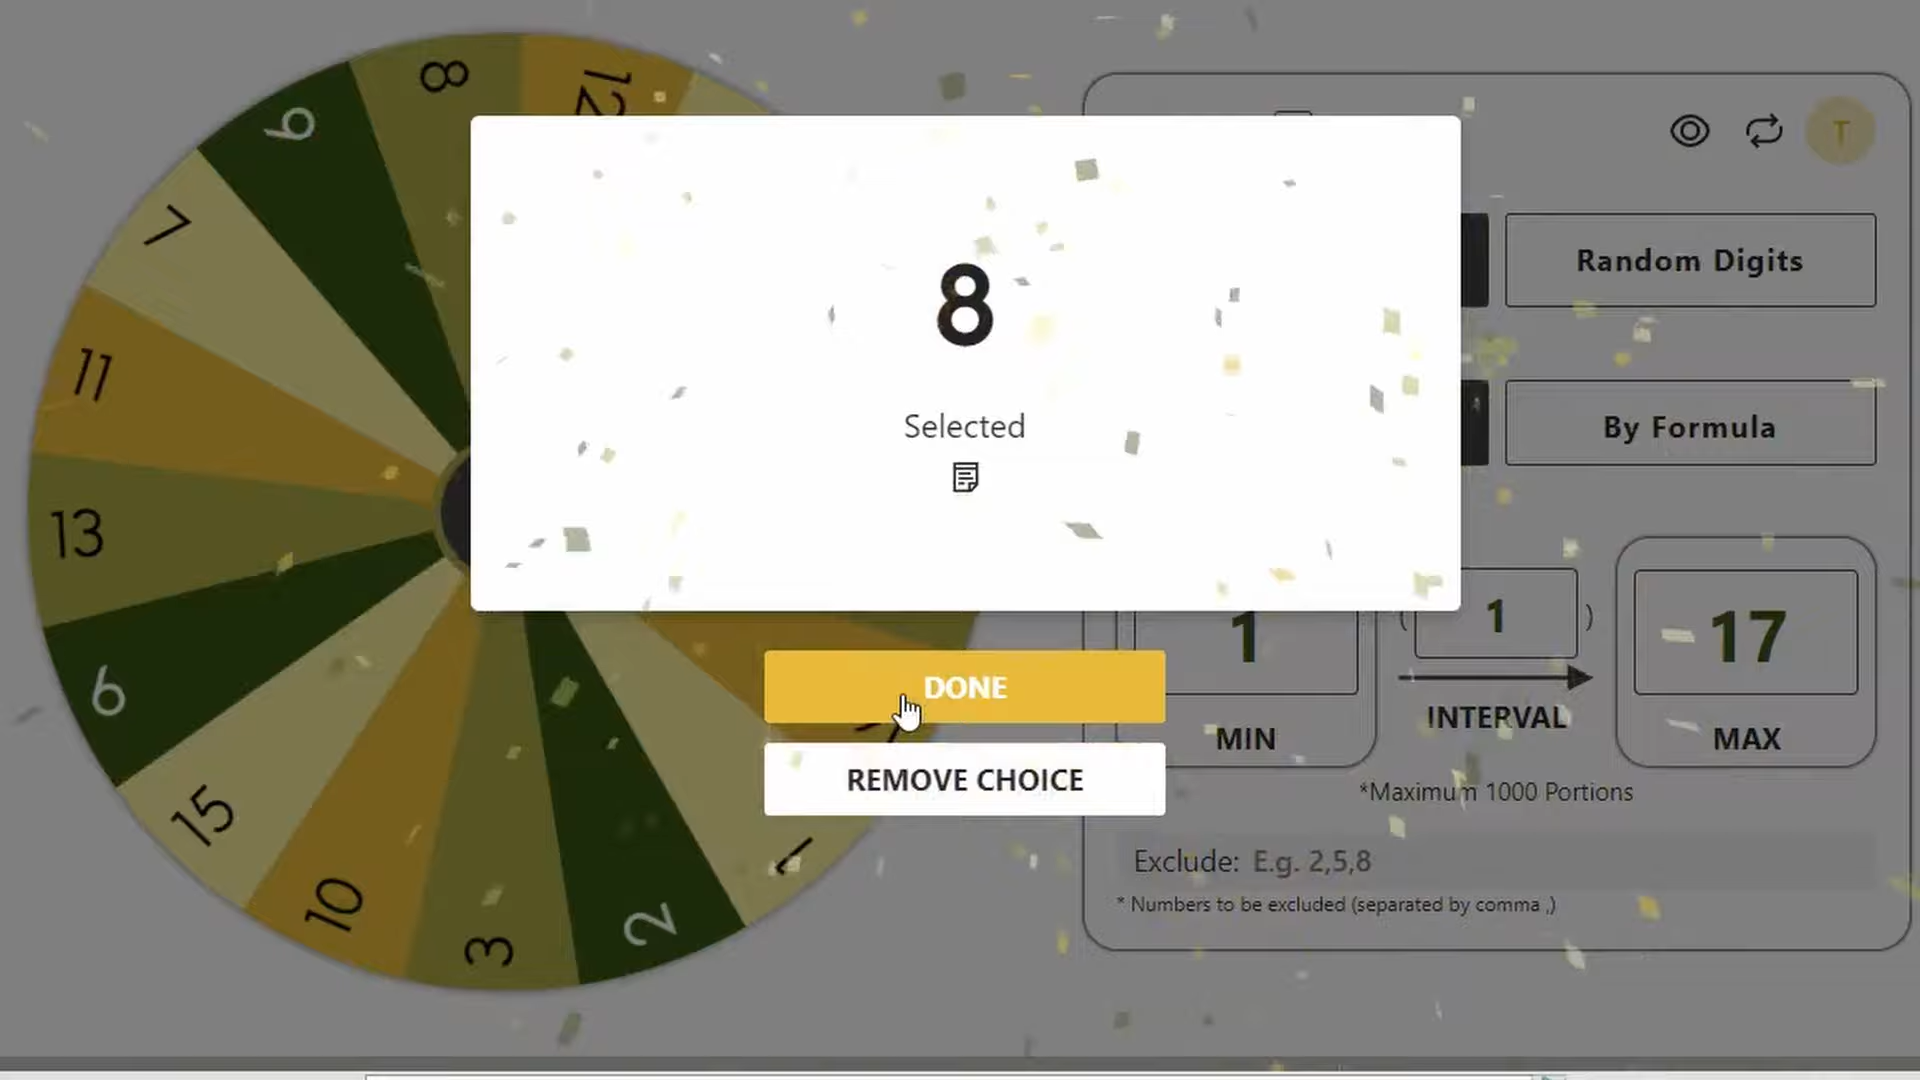 8
12
9
7
11
13
6
15
10
3
2
1
8
Selected
DONE
REMOVE CHOICE
T
Random Digits
By Formula
1
( 1 )
17
MIN
INTERVAL
MAX
*Maximum 1000 Portions
Exclude: E.g. 2,5,8
* Numbers to be excluded (separated by comma ,)